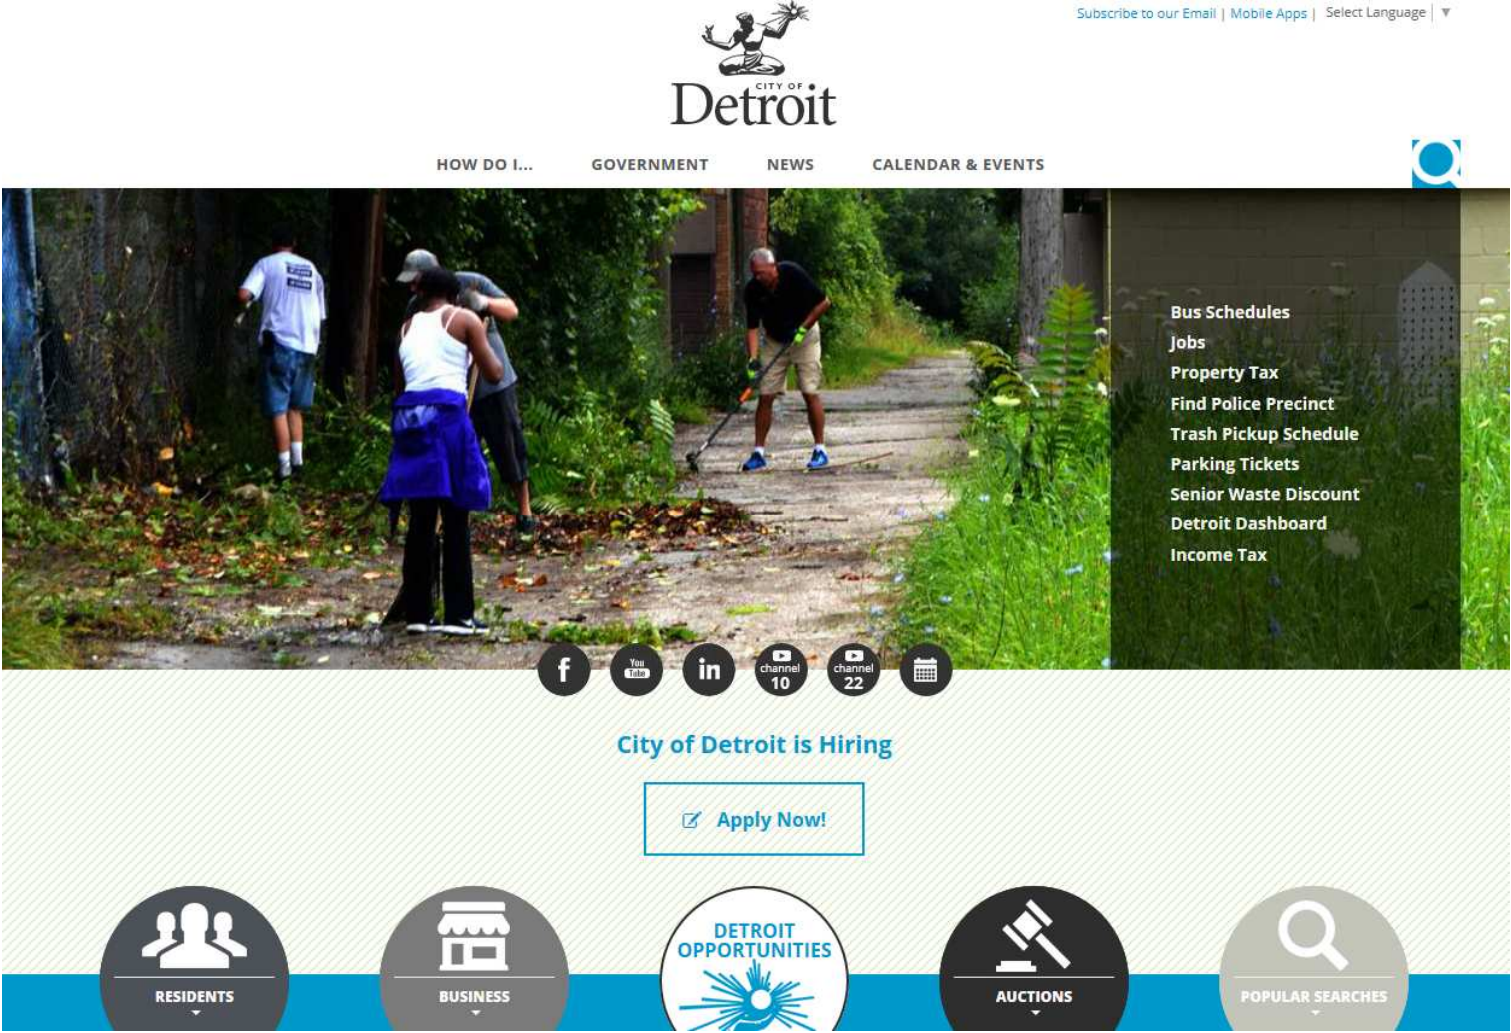 Subscribe to our Email | Mobile Apps | Select Language | ▼
CITY OF
Detroit
HOW DO I... GOVERNMENT NEWS CALENDAR & EVENTS
Bus Schedules
Jobs
Property Tax
Find Police Precinct
Trash Pickup Schedule
Parking Tickets
Senior Waste Discount
Detroit Dashboard
Income Tax
f You Tube in channel 10 channel 22
City of Detroit is Hiring
Apply Now!
DETROIT
OPPORTUNITIES
RESIDENTS BUSINESS AUCTIONS POPULAR SEARCHES